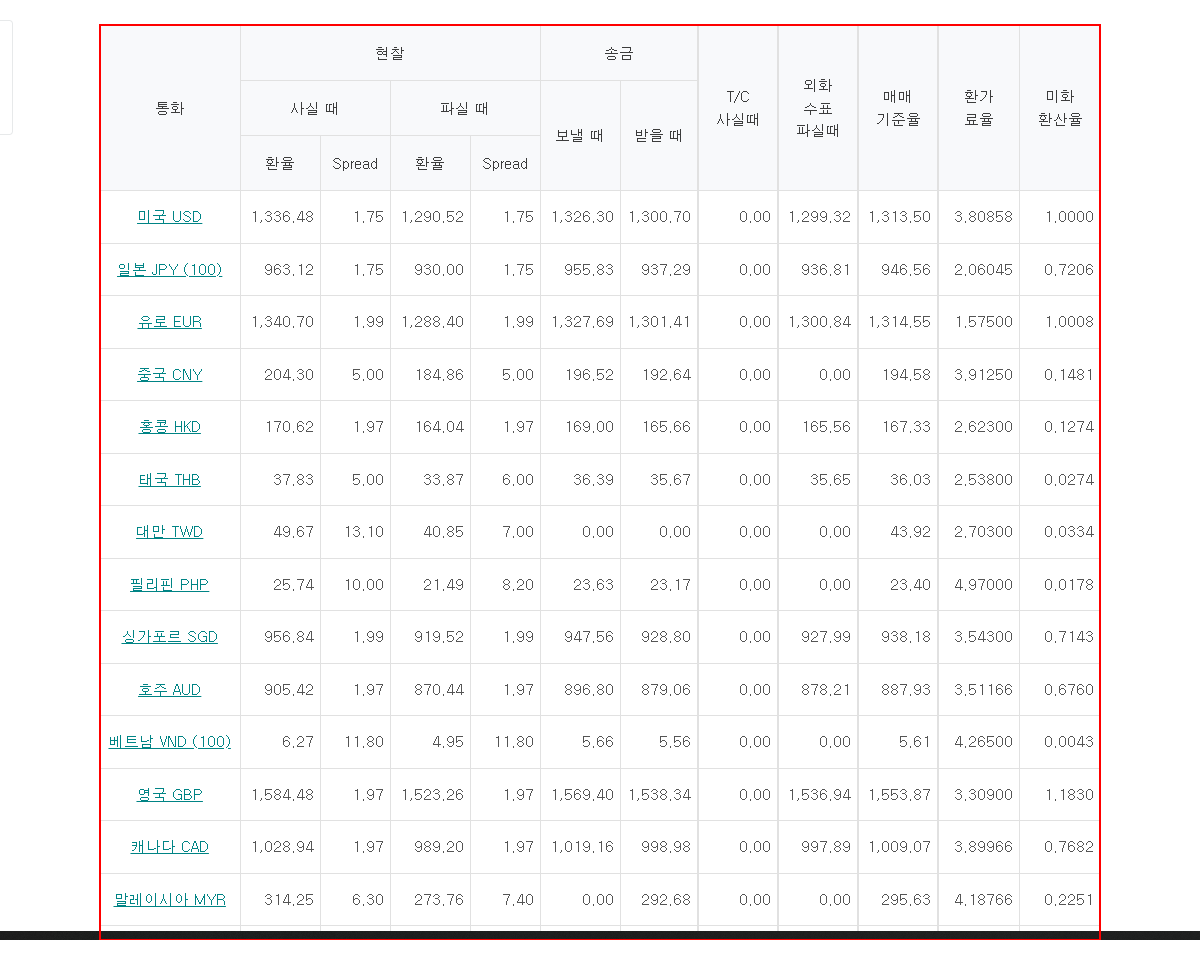 통화 현찰 송금 T/C 사실때 외화 수표 파실때 매매 기준율 환가 료율 미화 환산율
사실 때 파실 때 보낼 때 받을 때
환율 Spread 환율 Spread
미국 USD 1,336.48 1.75 1,290.52 1.75 1,326.30 1,300.70 0.00 1,299.32 1,313.50 3.80858 1.0000
일본 JPY (100) 963.12 1.75 930.00 1.75 955.83 937.29 0.00 936.81 946.56 2.06045 0.7206
유로 EUR 1,340.70 1.99 1,288.40 1.99 1,327.69 1,301.41 0.00 1,300.84 1,314.55 1.57500 1.0008
중국 CNY 204.30 5.00 184.86 5.00 196.52 192.64 0.00 0.00 194.58 3.91250 0.1481
홍콩 HKD 170.62 1.97 164.04 1.97 169.00 165.66 0.00 165.56 167.33 2.62300 0.1274
태국 THB 37.83 5.00 33.87 6.00 36.39 35.67 0.00 35.65 36.03 2.53800 0.0274
대만 TWD 49.67 13.10 40.85 7.00 0.00 0.00 0.00 0.00 43.92 2.70300 0.0334
필리핀 PHP 25.74 10.00 21.49 8.20 23.63 23.17 0.00 0.00 23.40 4.97000 0.0178
싱가포르 SGD 956.84 1.99 919.52 1.99 947.56 928.80 0.00 927.99 938.18 3.54300 0.7143
호주 AUD 905.42 1.97 870.44 1.97 896.80 879.06 0.00 878.21 887.93 3.51166 0.6760
베트남 VND (100) 6.27 11.80 4.95 11.80 5.66 5.56 0.00 0.00 5.61 4.26500 0.0043
영국 GBP 1,584.48 1.97 1,523.26 1.97 1,569.40 1,538.34 0.00 1,536.94 1,553.87 3.30900 1.1830
캐나다 CAD 1,028.94 1.97 989.20 1.97 1,019.16 998.98 0.00 997.89 1,009.07 3.89966 0.7682
말레이시아 MYR 314.25 6.30 273.76 7.40 0.00 292.68 0.00 0.00 295.63 4.18766 0.2251